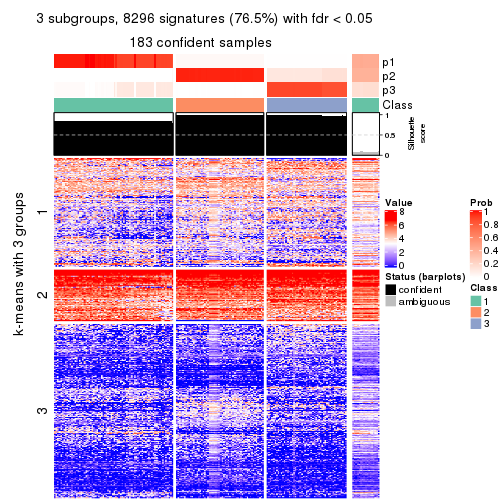 3 subgroups, 8296 signatures (76.5%) with fdr < 0.05
183 confident samples
p1
p2
p3
Class
1
0.5
0
Silhouette
score
k-means with 3 groups
1
2
3
Value
8
6
4
2
0
Prob
1
0.8
0.6
0.4
0.2
0
Status (barplots)
confident
ambiguous
Class
1
2
3